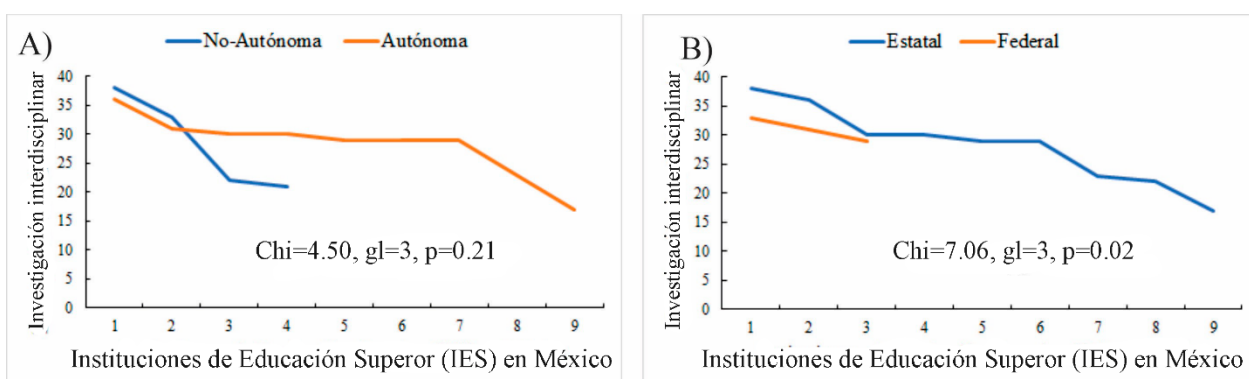 A)
No-Autónoma Autónoma
Investigación interdisciplinar
40
35
30
25
20
15
10
5
0
Chi=4.50, gl=3, p=0.21
1 2 3 4 5 6 7 8 9
Instituciones de Educación Superor (IES) en México
B)
Estatal Federal
Investigación interdisciplinar
40
35
30
25
20
15
10
5
0
Chi=7.06, gl=3, p=0.02
1 2 3 4 5 6 7 8 9
Instituciones de Educación Superor (IES) en México